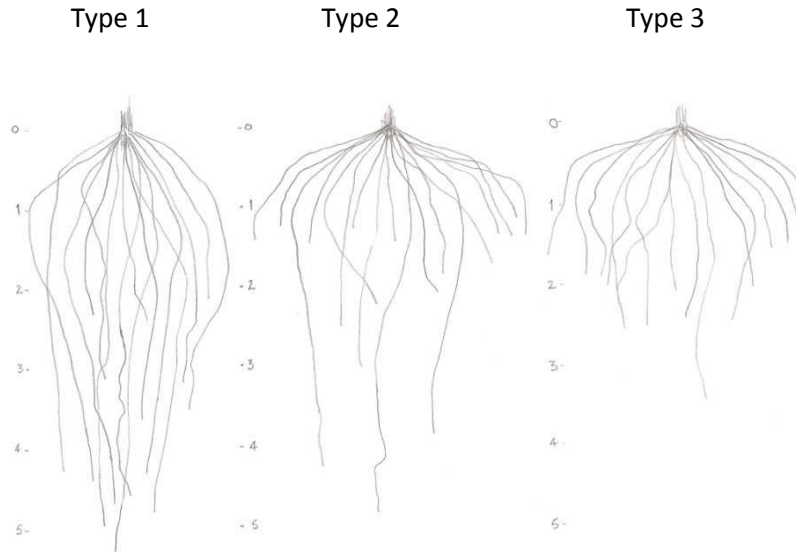 Type 1 Type 2 Type 3
0 - - 0 0 -
1 - - 1 1 -
2 - - 2 2 -
3 - - 3 3 -
4 - - 4 4 -
5 - - 5 5 -